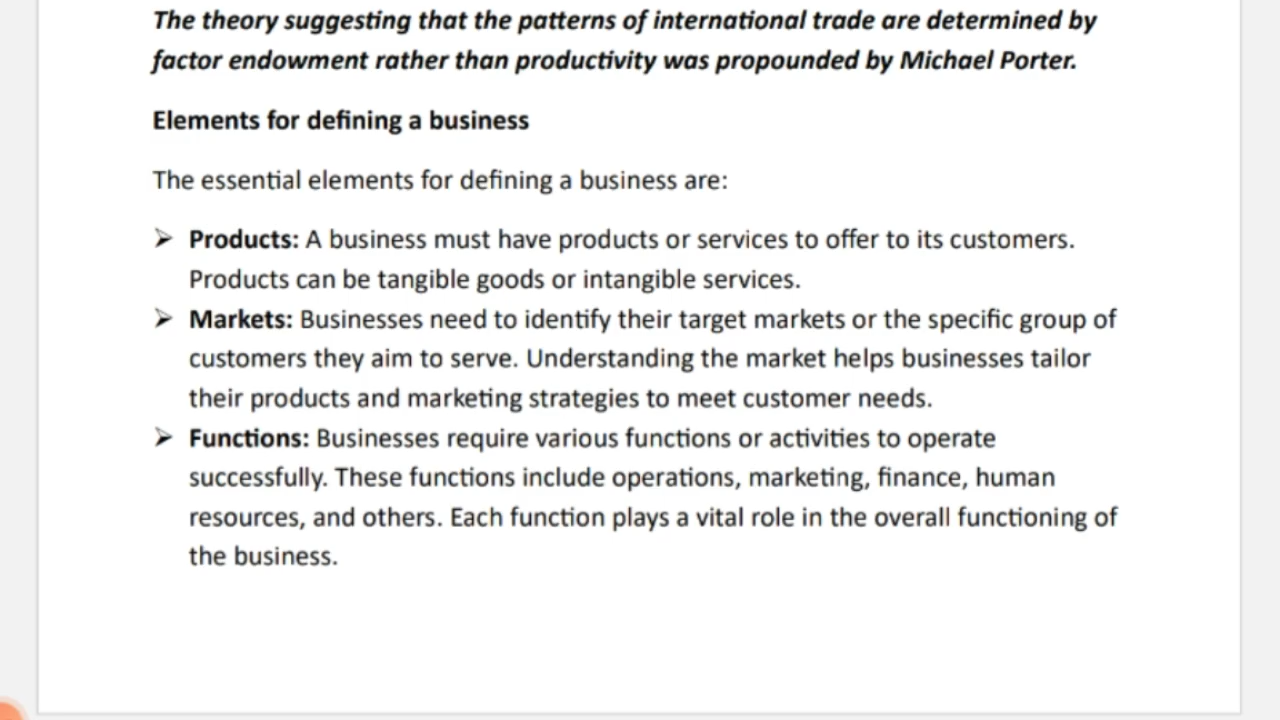 The theory suggesting that the patterns of international trade are determined by
factor endowment rather than productivity was propounded by Michael Porter.
Elements for defining a business
The essential elements for defining a business are:
➢ Products: A business must have products or services to offer to its customers.
Products can be tangible goods or intangible services.
➢ Markets: Businesses need to identify their target markets or the specific group of
customers they aim to serve. Understanding the market helps businesses tailor
their products and marketing strategies to meet customer needs.
➢ Functions: Businesses require various functions or activities to operate
successfully. These functions include operations, marketing, finance, human
resources, and others. Each function plays a vital role in the overall functioning of
the business.